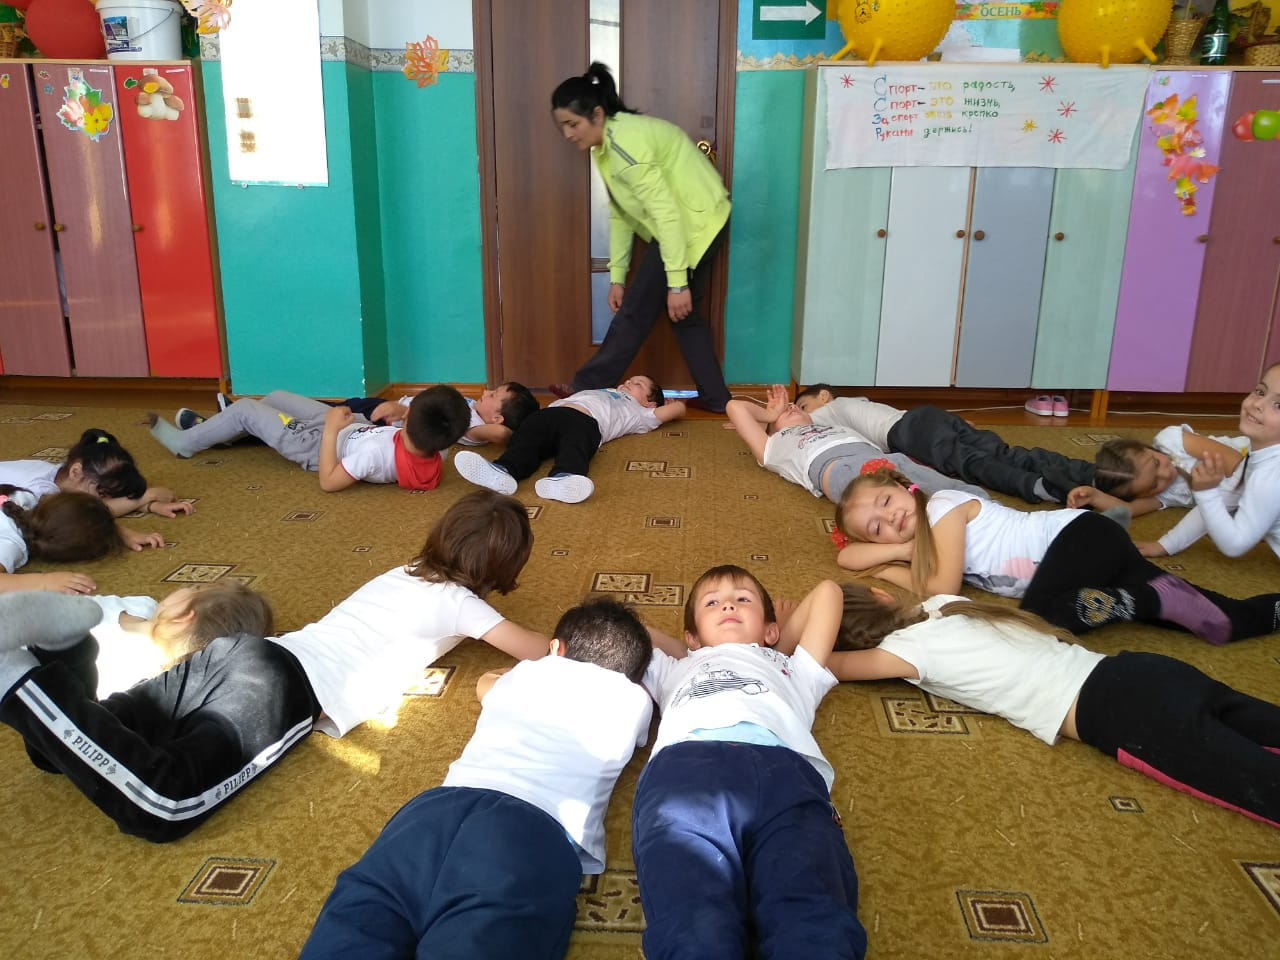 ОСЕНЬ
Спорт- это радость,
Спорт- это жизнь,
За спорт крепко
Руками держись!
PILIPP
PILIPP